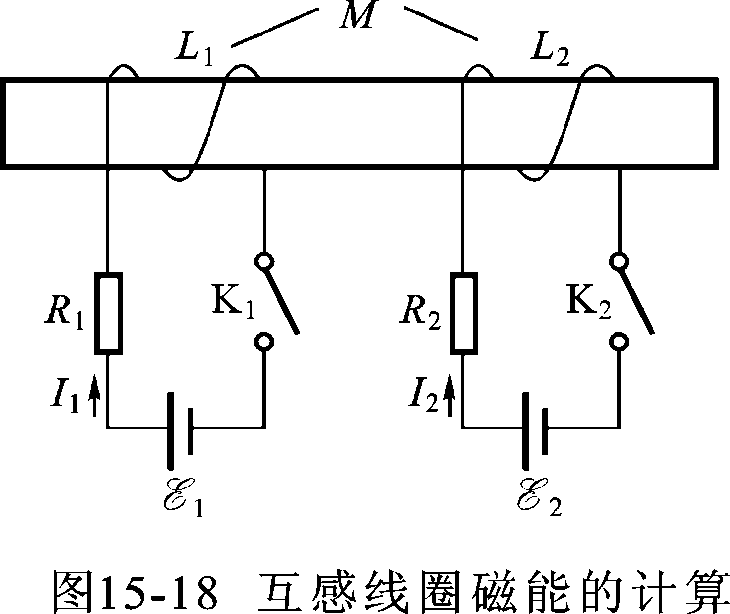 M
L₁ L₂
R₁ K₁ R₂ K₂
I₁ I₂
ℰ₁ ℰ₂
图15-18 互感线圈磁能的计算